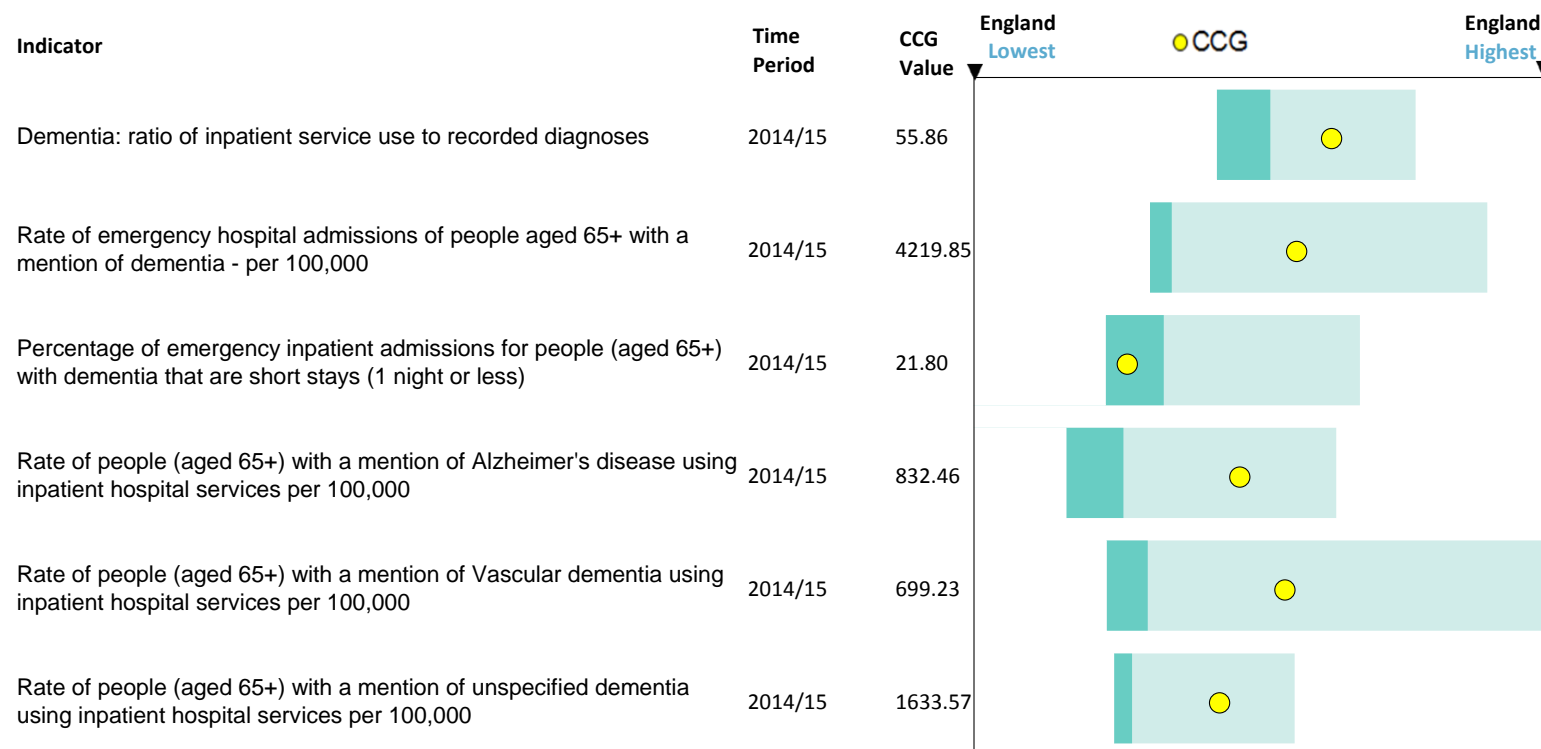 Indicator
Time Period
CCG Value
England Lowest
CCG
England Highest
Dementia: ratio of inpatient service use to recorded diagnoses 2014/15 55.86
Rate of emergency hospital admissions of people aged 65+ with a
mention of dementia - per 100,000
2014/15 4219.85
Percentage of emergency inpatient admissions for people (aged 65+)
with dementia that are short stays (1 night or less)
2014/15 21.80
Rate of people (aged 65+) with a mention of Alzheimer's disease using
inpatient hospital services per 100,000
2014/15 832.46
Rate of people (aged 65+) with a mention of Vascular dementia using
inpatient hospital services per 100,000
2014/15 699.23
Rate of people (aged 65+) with a mention of unspecified dementia
using inpatient hospital services per 100,000
2014/15 1633.57